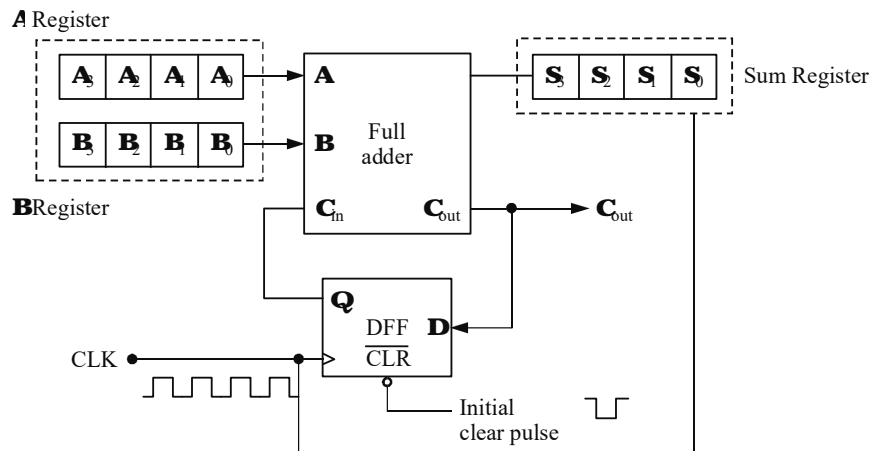 A Register
A3 A2 A1 A0
A
S3 S2 S1 S0
Sum Register
B3 B2 B1 B0
B
Full
adder
B Register
Cin
Cout
Cout
Q
DFF
D
CLK
CLR
Initial
clear pulse